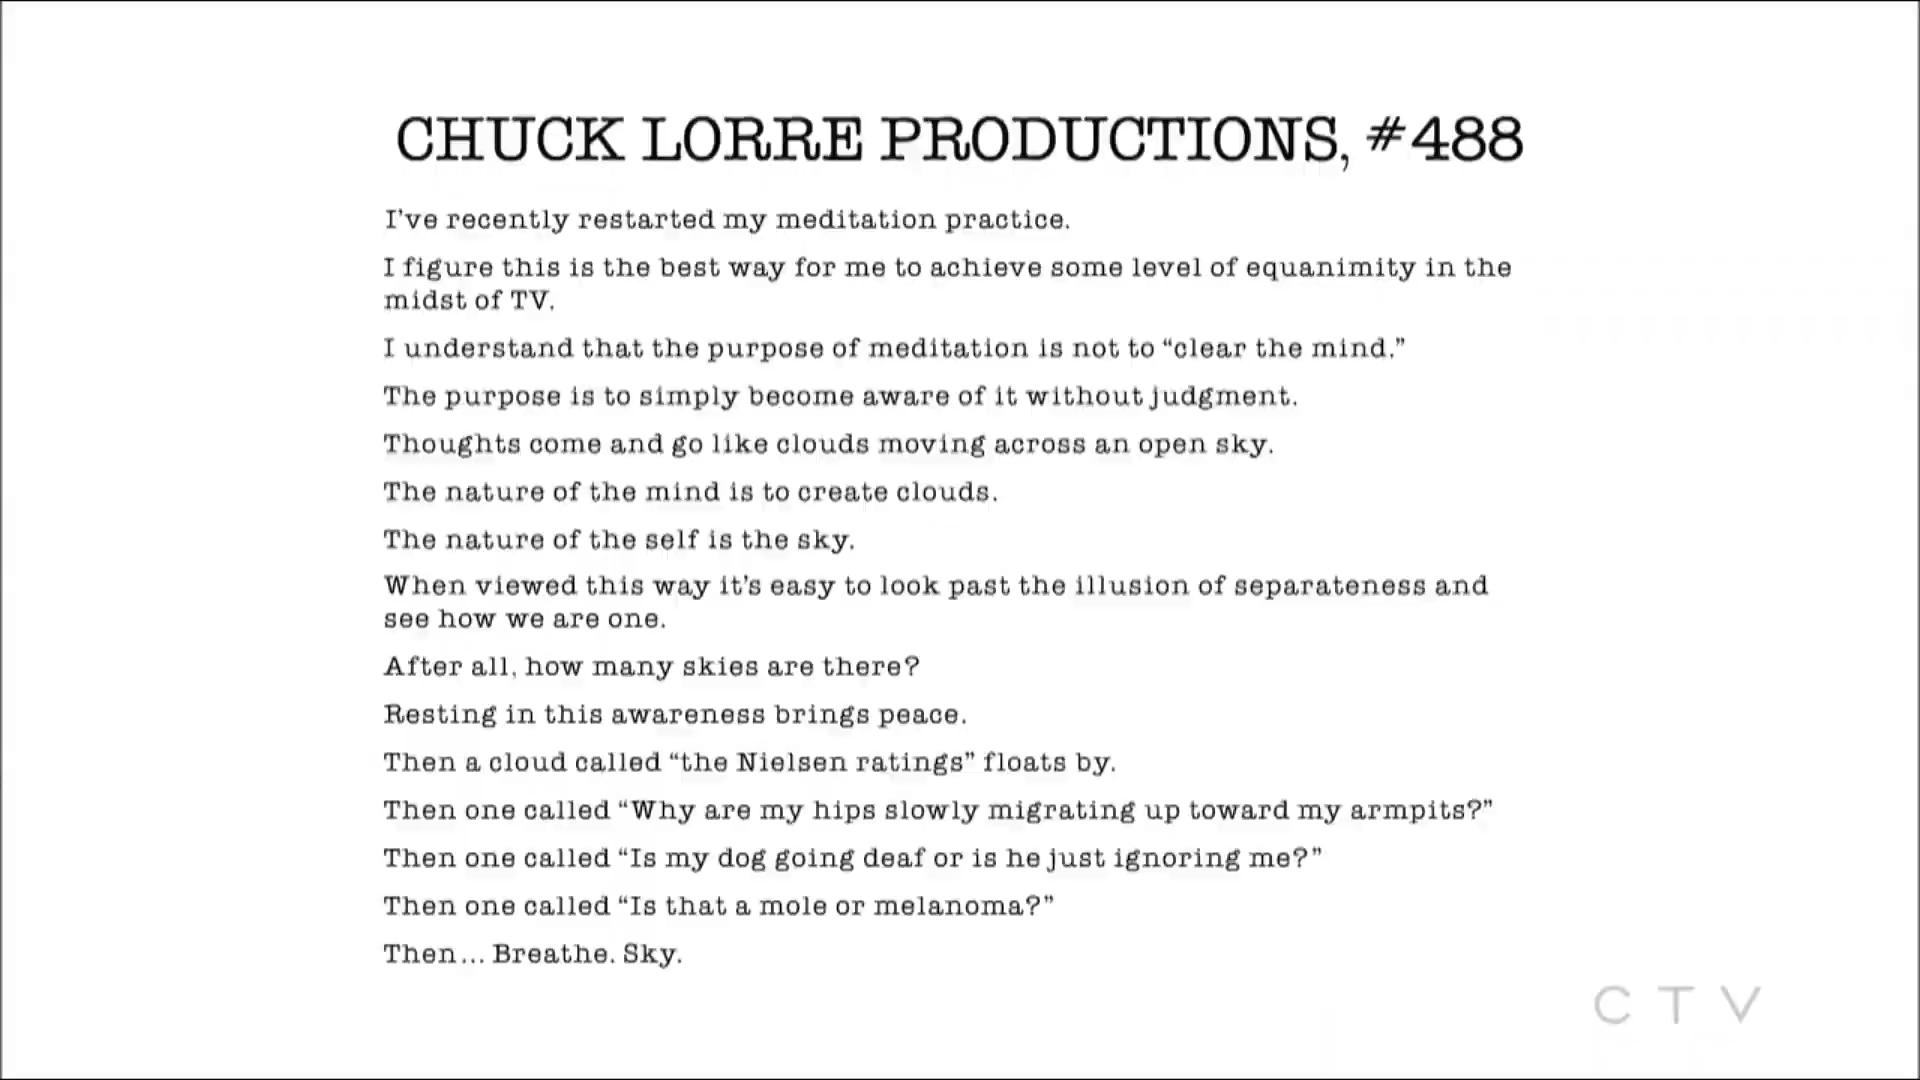 CHUCK LORRE PRODUCTIONS, #488
I've recently restarted my meditation practice.
I figure this is the best way for me to achieve some level of equanimity in the
midst of TV.
I understand that the purpose of meditation is not to “clear the mind.”
The purpose is to simply become aware of it without judgment.
Thoughts come and go like clouds moving across an open sky.
The nature of the mind is to create clouds.
The nature of the self is the sky.
When viewed this way it's easy to look past the illusion of separateness and
see how we are one.
After all, how many skies are there?
Resting in this awareness brings peace.
Then a cloud called “the Nielsen ratings” floats by.
Then one called “Why are my hips slowly migrating up toward my armpits?”
Then one called “Is my dog going deaf or is he just ignoring me?”
Then one called “Is that a mole or melanoma?”
Then... Breathe. Sky.
CTV